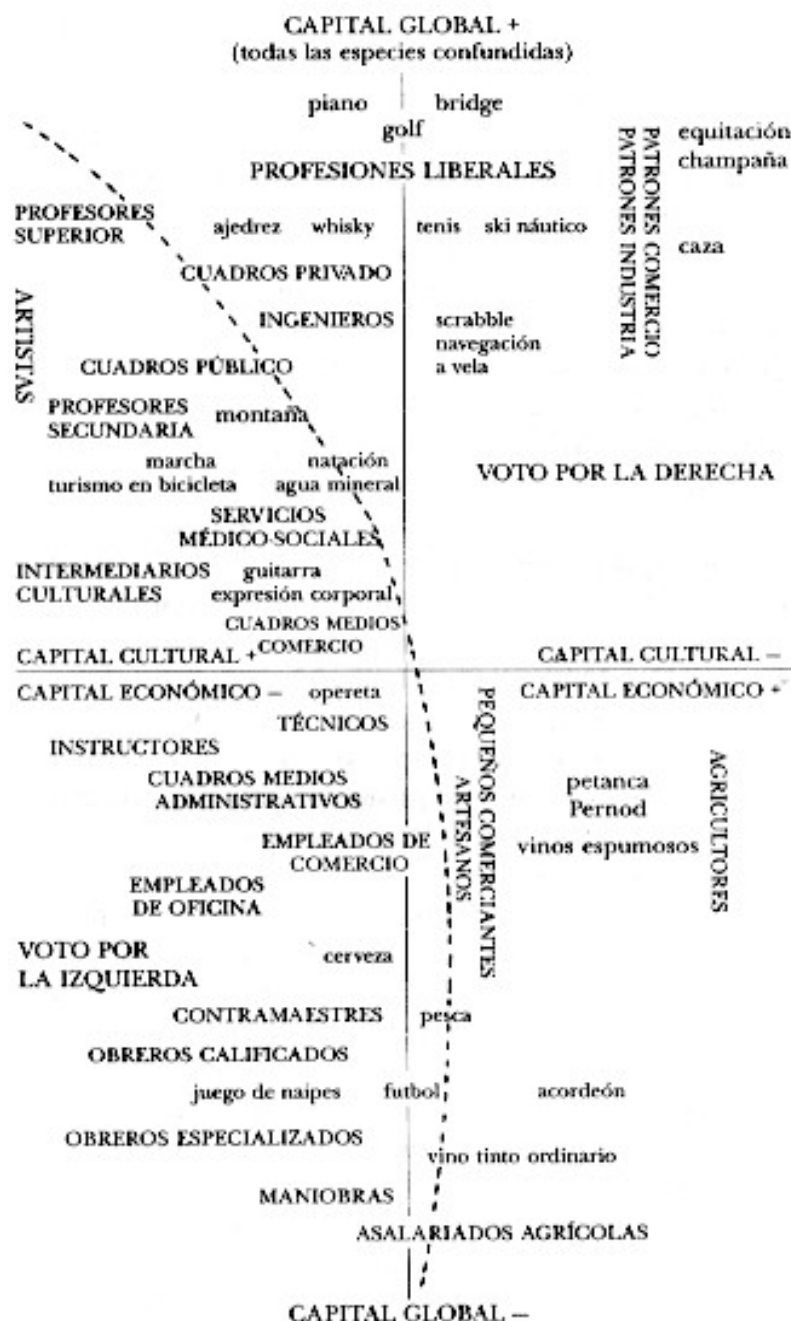 CAPITAL GLOBAL +
(todas las especies confundidas)
piano bridge
golf
PROFESIONES LIBERALES
PATRONES COMERCIO
PATRONES INDUSTRIA
equitación
champaña
PROFESORES
SUPERIOR
ajedrez whisky tenis ski náutico
caza
CUADROS PRIVADO
ARTISTAS
INGENIEROS
scrabble
navegación
a vela
CUADROS PÚBLICO
PROFESORES
SECUNDARIA
montaña
marcha natación
turismo en bicicleta agua mineral
VOTO POR LA DERECHA
SERVICIOS
MÉDICO-SOCIALES
INTERMEDIARIOS
CULTURALES
guitarra
expresión corporal
CUADROS MEDIOS
COMERCIO
CAPITAL CULTURAL + CAPITAL CULTURAL −
CAPITAL ECONÓMICO − opereta CAPITAL ECONÓMICO +
TÉCNICOS
INSTRUCTORES
PEQUEÑOS COMERCIANTES
ARTESANOS
AGRICULTORES
CUADROS MEDIOS
ADMINISTRATIVOS
petanca
Pernod
vinos espumosos
EMPLEADOS DE
COMERCIO
EMPLEADOS
DE OFICINA
VOTO POR
LA IZQUIERDA
cerveza
CONTRAMAESTRES pesca
OBREROS CALIFICADOS
juego de naipes futbol acordeón
OBREROS ESPECIALIZADOS
vino tinto ordinario
MANIOBRAS
ASALARIADOS AGRÍCOLAS
CAPITAL GLOBAL −